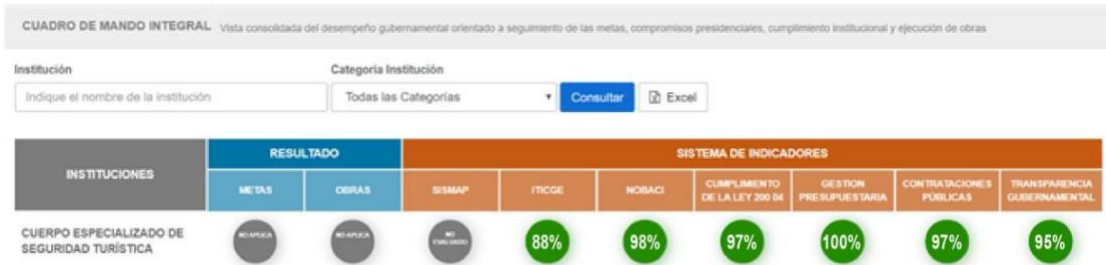 CUADRO DE MANDO INTEGRAL Vista consolidada del desempeño gubernamental orientado a seguimiento de las metas, compromisos presidenciales, cumplimiento institucional y ejecución de obras
Institución Categoría Institución
Indique el nombre de la institución Todas las Categorías Consultar Excel
INSTITUCIONES RESULTADO SISTEMA DE INDICADORES
METAS OBRAS SISMAP ITICGE NOBACI CUMPLIMIENTO DE LA LEY 200 04 GESTION PRESUPUESTARIA CONTRATACIONES PÚBLICAS TRANSPARENCIA GUBERNAMENTAL
CUERPO ESPECIALIZADO DE SEGURIDAD TURÍSTICA NO APLICA NO APLICA NO EVALUADO 88% 98% 97% 100% 97% 95%